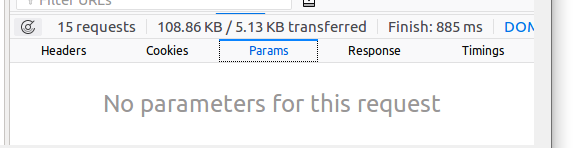 Filter URLs
15 requests 108.86 KB / 5.13 KB transferred Finish: 885 ms DOM
Headers Cookies Params Response Timings
No parameters for this request